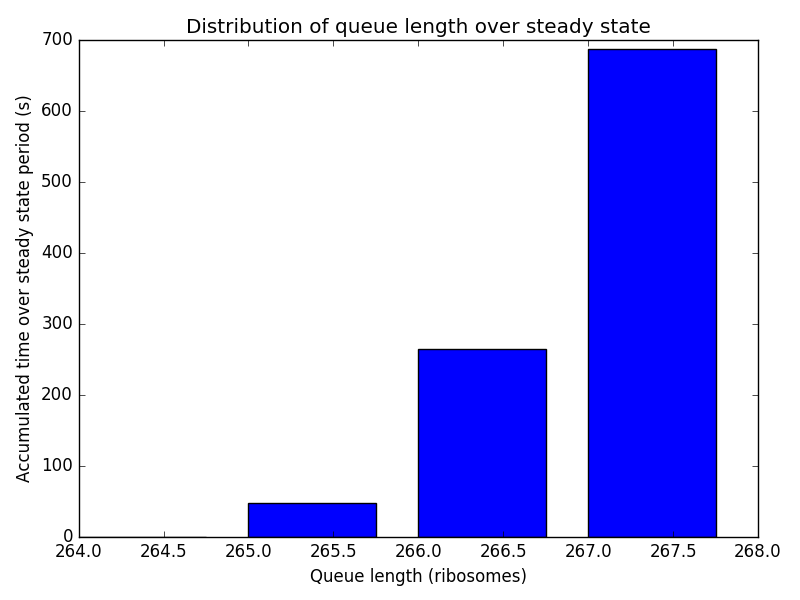 Distribution of queue length over steady state
Accumulated time over steady state period (s)
700
600
500
400
300
200
100
0
264.0 264.5 265.0 265.5 266.0 266.5 267.0 267.5 268.0
Queue length (ribosomes)